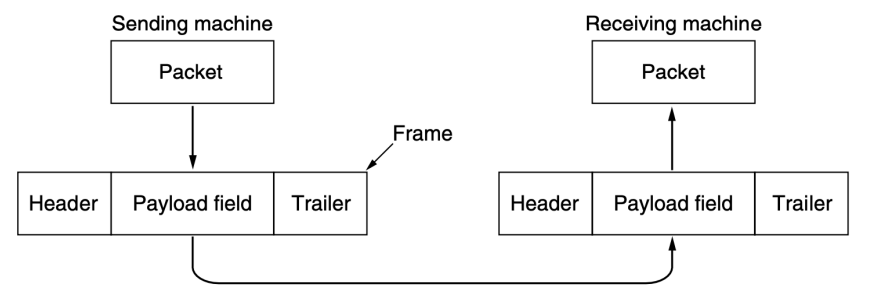 Sending machine
Receiving machine
Packet
Packet
Frame
Header
Payload field
Trailer
Header
Payload field
Trailer